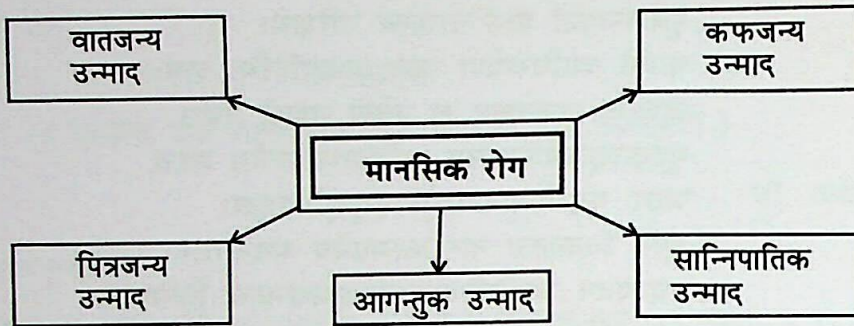 वातजन्य
उन्माद
कफजन्य
उन्माद
मानसिक रोग
पित्रजन्य
उन्माद
आगन्तुक उन्माद
सान्निपातिक
उन्माद